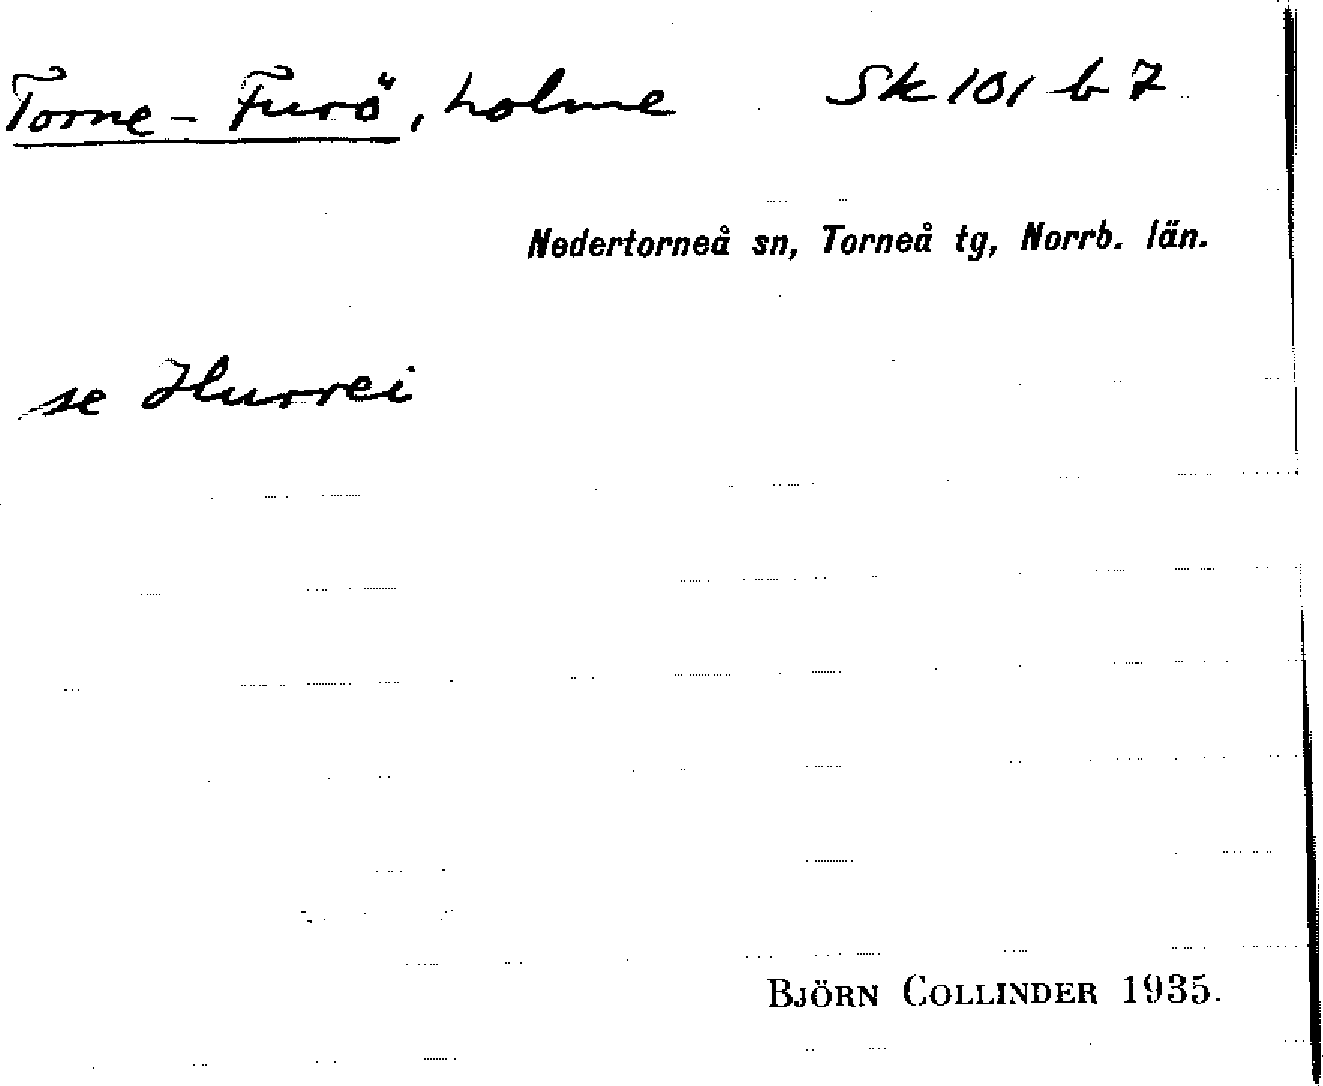 Torne-Furö, holme Sk 101 b 7
Nedertorneå sn, Torneå tg, Norrb. län.
se Hurrei
BJÖRN COLLINDER 1935.